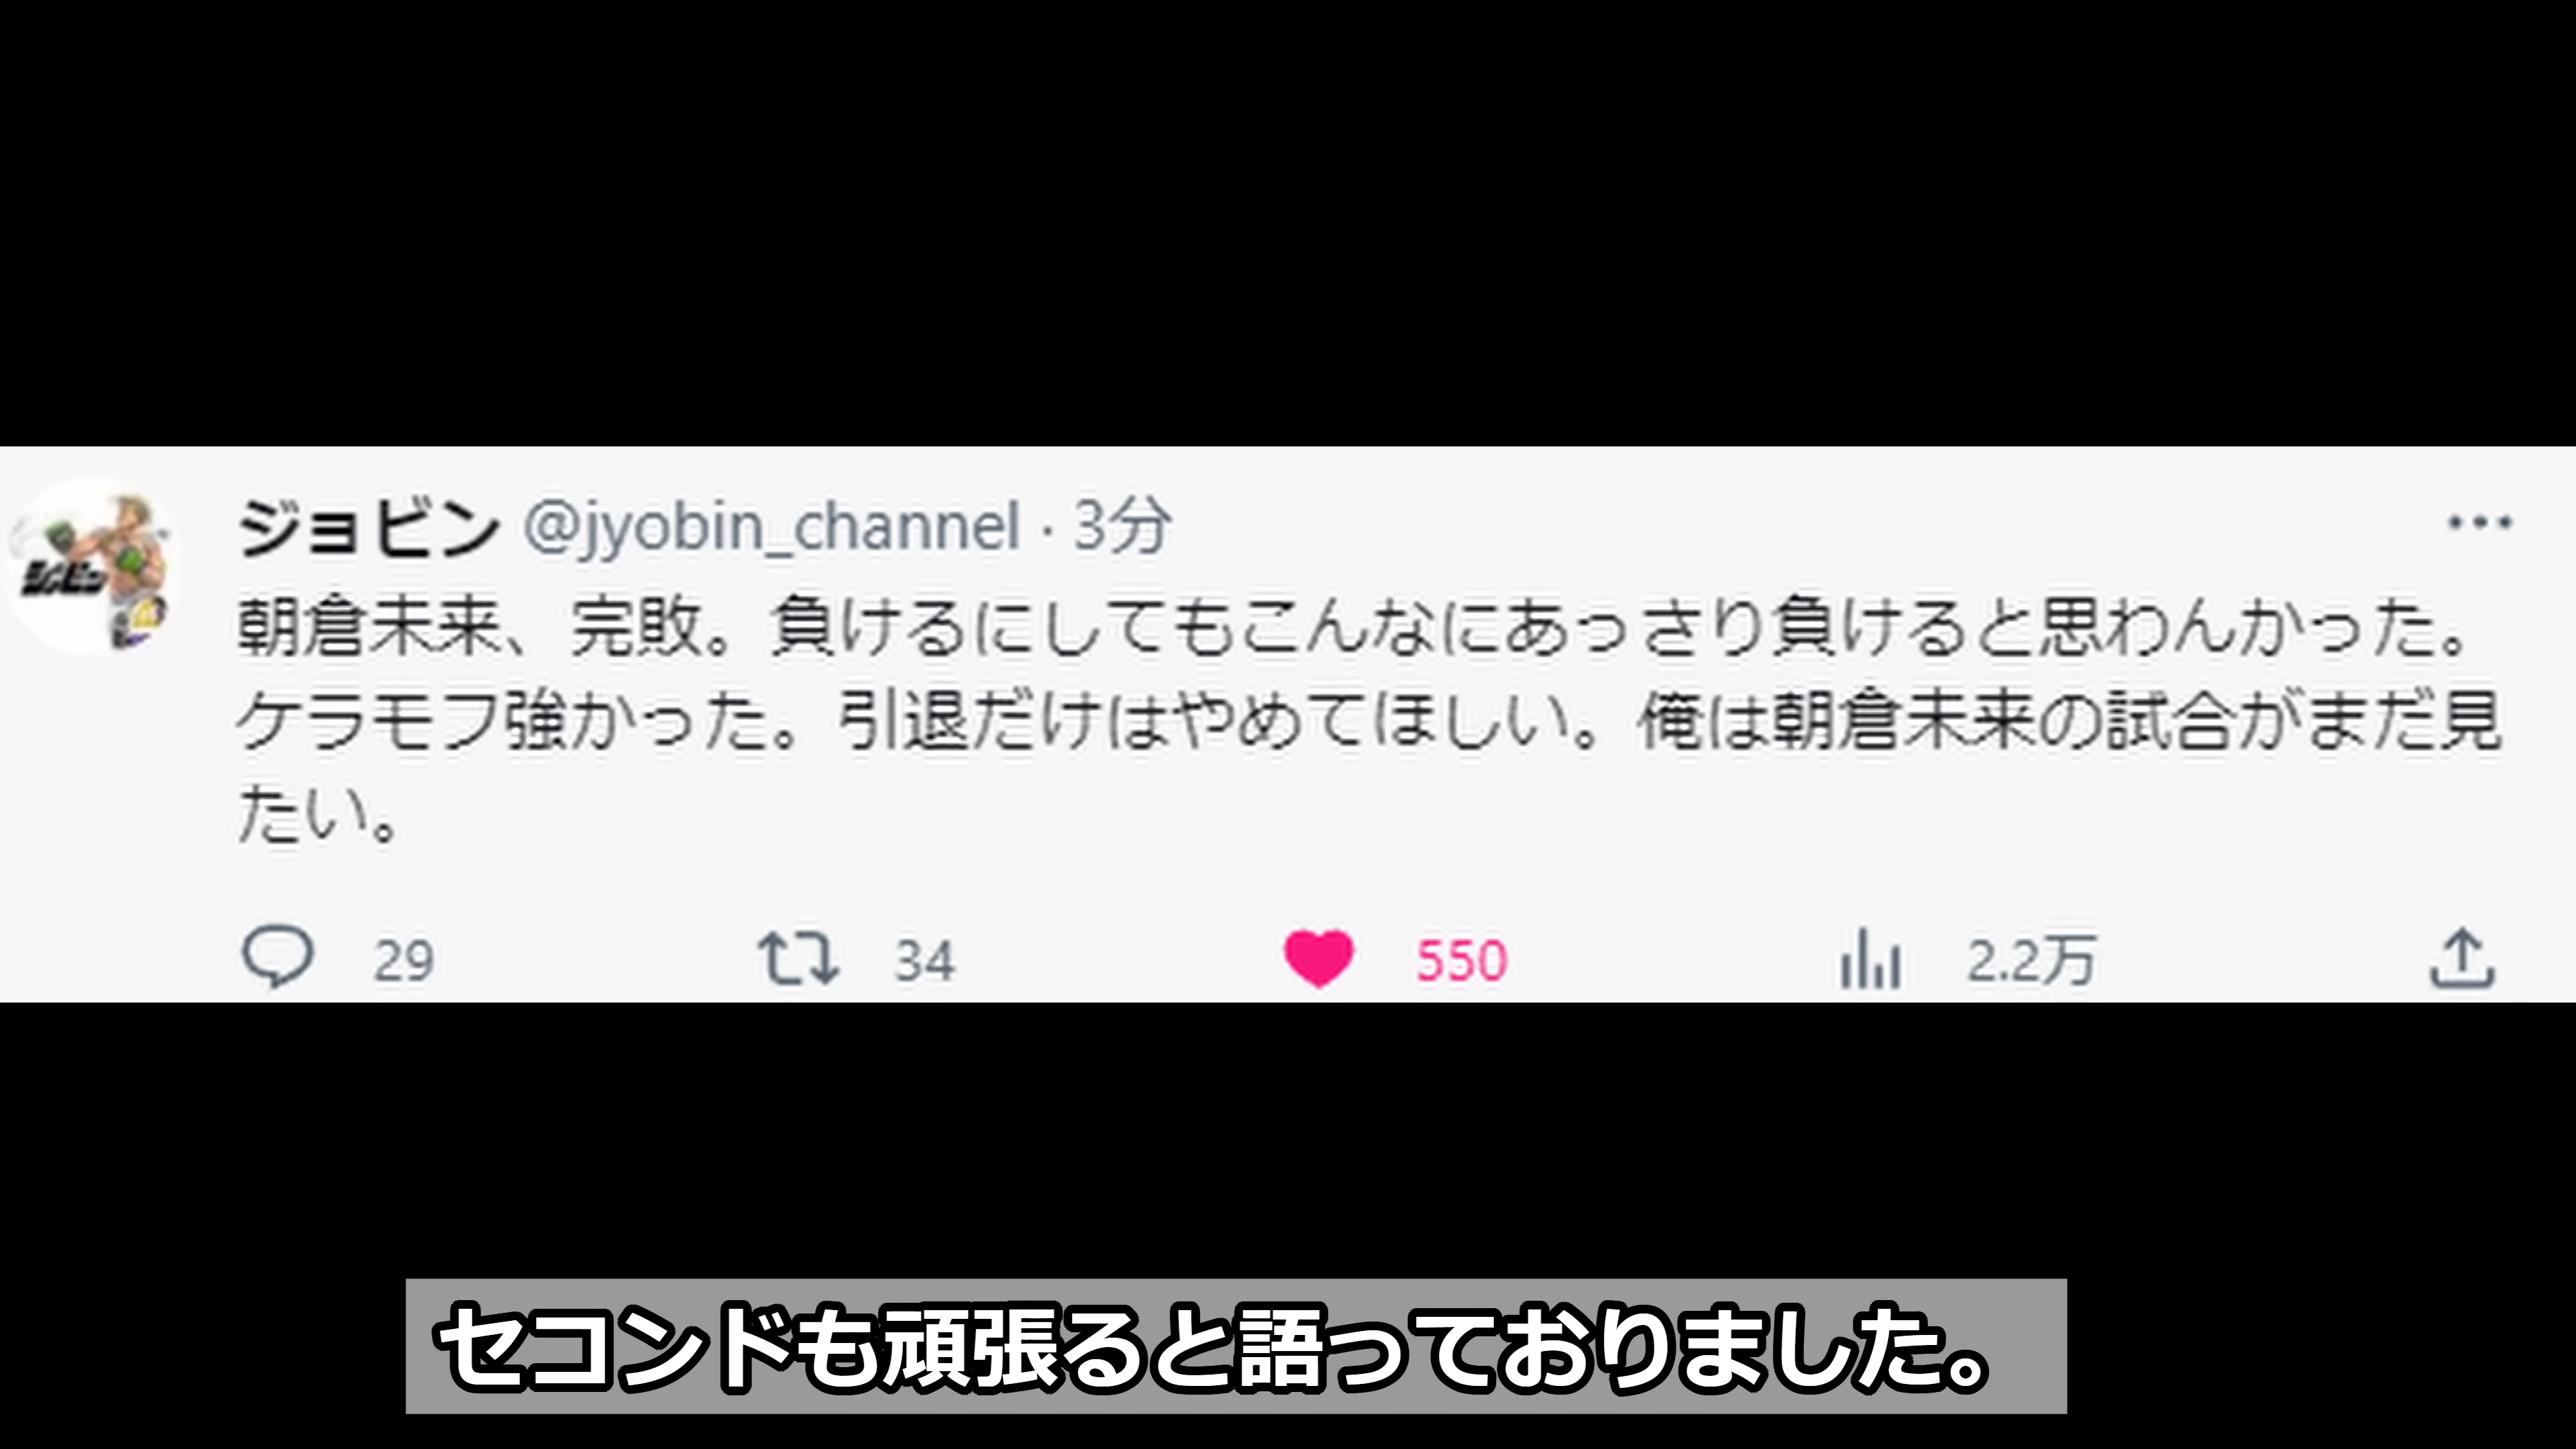 ジョビン @jyobin_channel · 3分
朝倉未来、完敗。負けるにしてもこんなにあっさり負けると思わんかった。
ケラモフ強かった。引退だけはやめてほしい。俺は朝倉未来の試合がまだ見
たい。
29 34 550 2.2万
ジョビン
セコンドも頑張ると語っておりました。